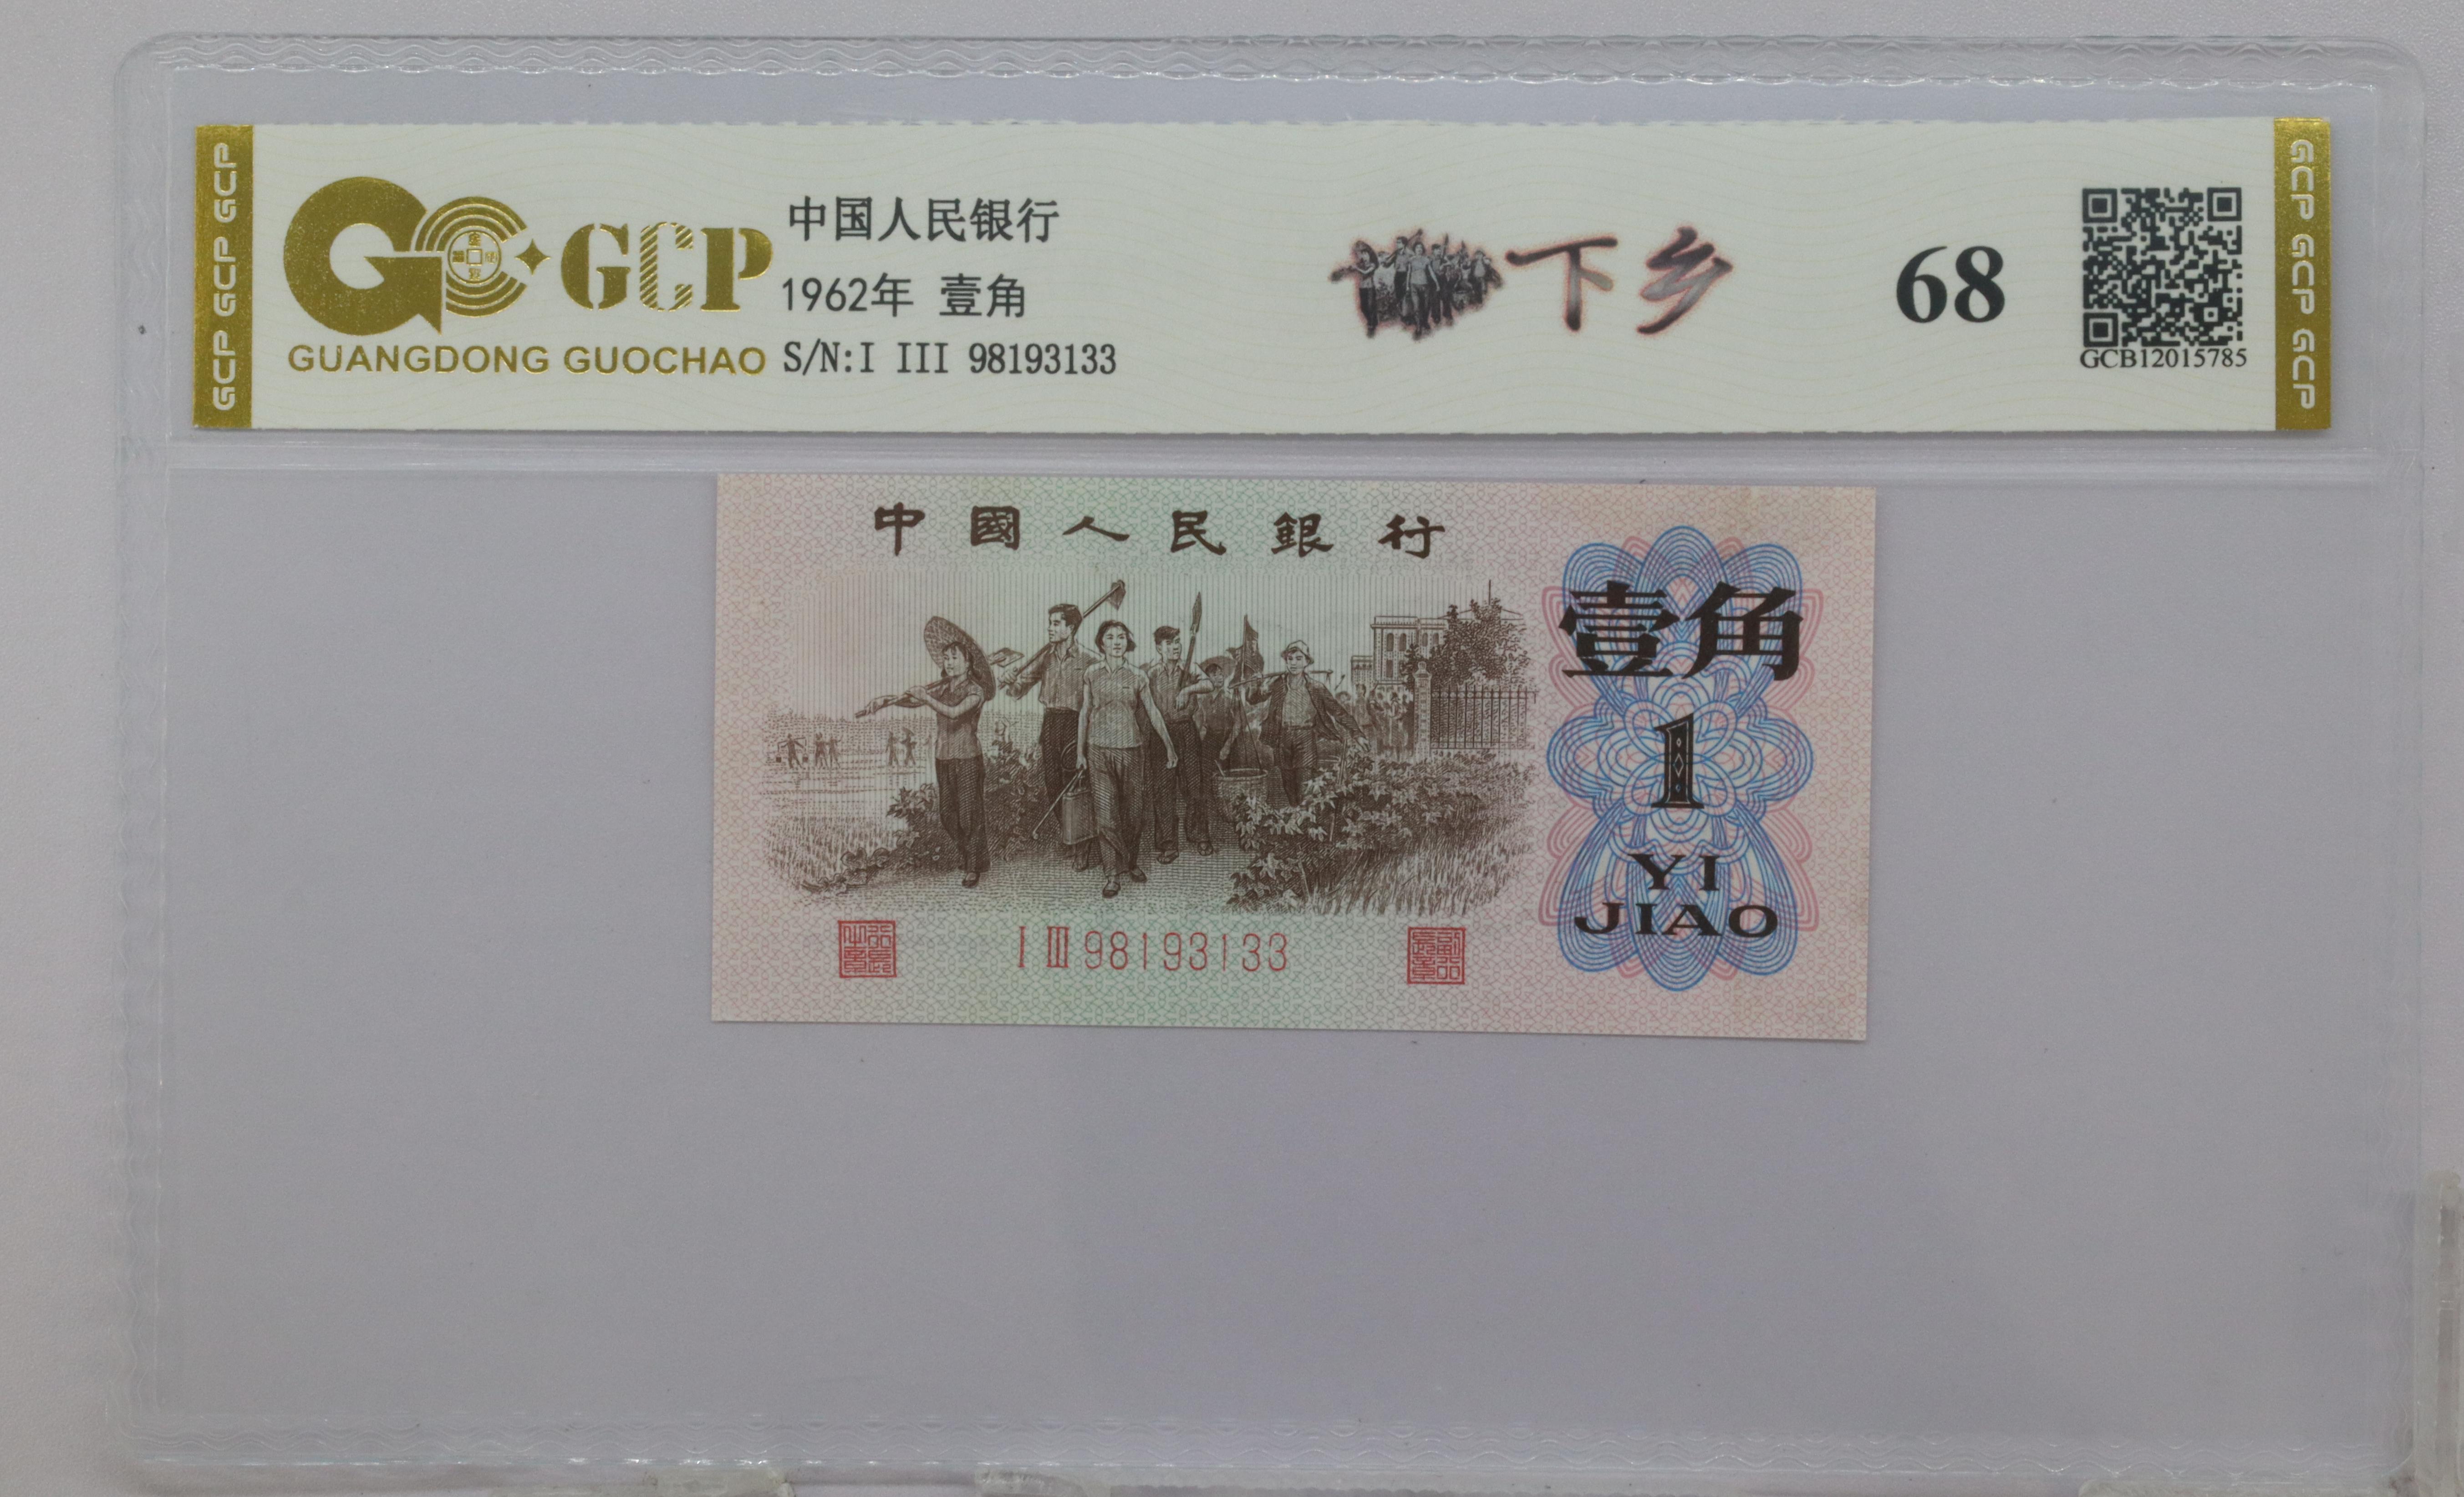 GCP GCP GCP
GCP
GUANGDONG GUOCHAO
中国人民银行
1962年 壹角
S/N:I III 98193133
下乡
68
GCB12015785
GCP GCP GCP
中國人民銀行
壹角
1
YI
JIAO
I III 98193133